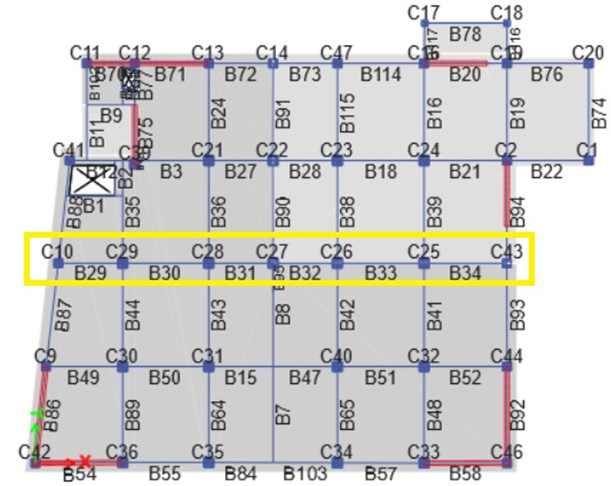 C17 C18
B78
C11 C12 C13 C14 C47 C19 C20
B71 B72 B73 B114 B20 B76
B9 B11 B75 B24 B91 B115 B16 B19 B74
C41 C21 C22 C23 C24 C2 C1
B12 B3 B27 B28 B18 B21 B22
B1 B2
B88 B35 B36 B90 B38 B39 B94
C10 C29 C28 C27 C26 C25 C43
B29 B30 B31 B32 B33 B34
B87 B44 B43 B8 B42 B41 B93
C9 C30 C31 C40 C32 C44
B49 B50 B15 B47 B51 B52
B86 B89 B64 B7 B65 B48 B92
C42 C36 C35 C34 C33 C46
X
B54 B55 B84 B103 B57 B58